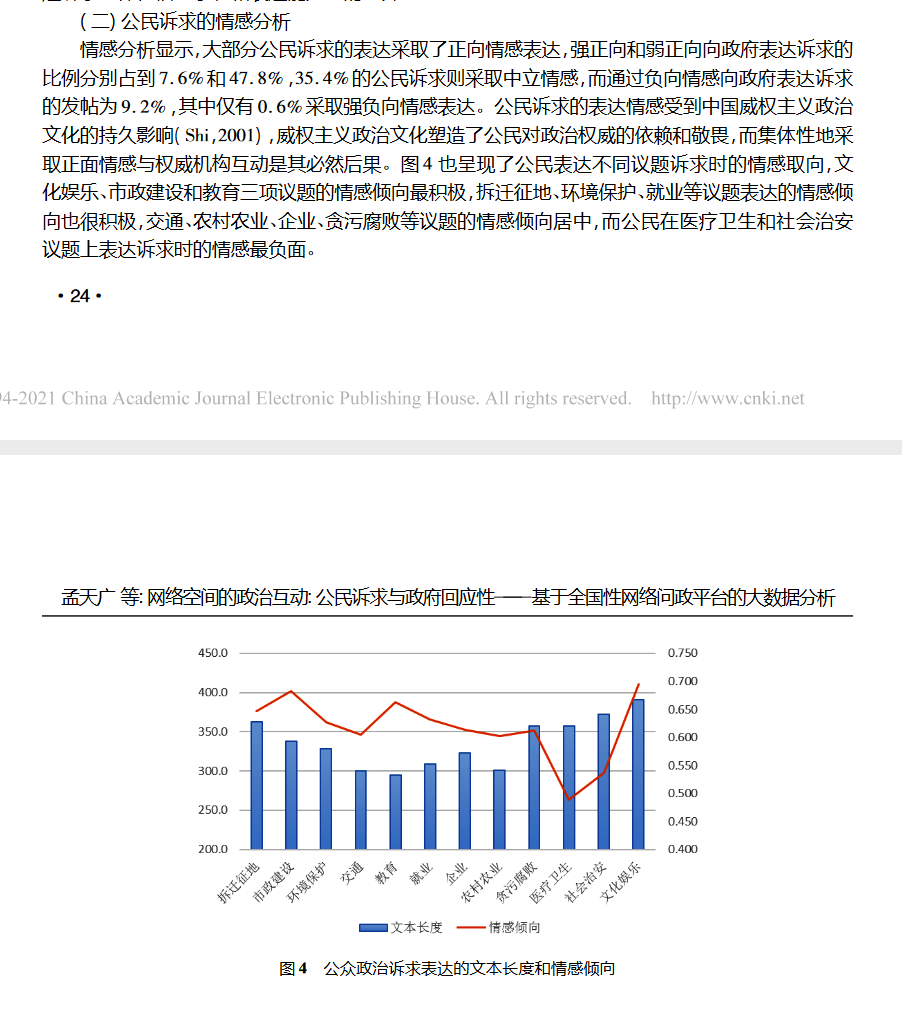 (二)公民诉求的情感分析
情感分析显示,大部分公民诉求的表达采取了正向情感表达,强正向和弱正向向政府表达诉求的
比例分别占到7.6%和47.8%,35.4%的公民诉求则采取中立情感,而通过负向情感向政府表达诉求
的发帖为9.2%,其中仅有0.6%采取强负向情感表达。公民诉求的表达情感受到中国威权主义政治
文化的持久影响(Shi,2001),威权主义政治文化塑造了公民对政治权威的依赖和敬畏,而集体性地采
取正面情感与权威机构互动是其必然后果。图4也呈现了公民表达不同议题诉求时的情感取向,文
化娱乐、市政建设和教育三项议题的情感倾向最积极,拆迁征地、环境保护、就业等议题表达的情感倾
向也很积极,交通、农村农业、企业、贪污腐败等议题的情感倾向居中,而公民在医疗卫生和社会治安
议题上表达诉求时的情感最负面。
·24·
94-2021 China Academic Journal Electronic Publishing House. All rights reserved. http://www.cnki.net
孟天广 等:网络空间的政治互动:公民诉求与政府回应性——基于全国性网络问政平台的大数据分析
450.0
400.0
350.0
300.0
250.0
200.0
0.750
0.700
0.650
0.600
0.550
0.500
0.450
0.400
拆迁征地
市政建设
环境保护
交通
教育
就业
企业
农村农业
贪污腐败
医疗卫生
社会治安
文化娱乐
文本长度 情感倾向
图4 公众政治诉求表达的文本长度和情感倾向